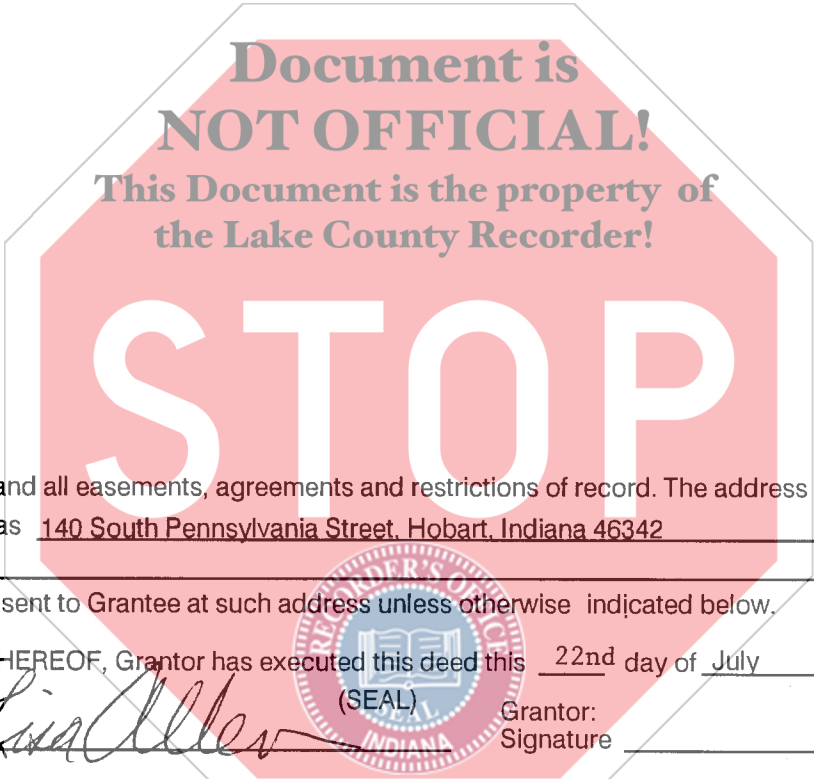 Document is
NOT OFFICIAL!
This Document is the property of
the Lake County Recorder!
STOP
and all easements, agreements and restrictions of record. The address
as 140 South Pennsylvania Street, Hobart, Indiana 46342
sent to Grantee at such address unless otherwise indicated below.
HEREOF, Grantor has executed this deed this 22nd day of July
Lisa Allen
(SEAL)
Grantor:
Signature
RECORDER'S OFFICE
SEAL
INDIANA